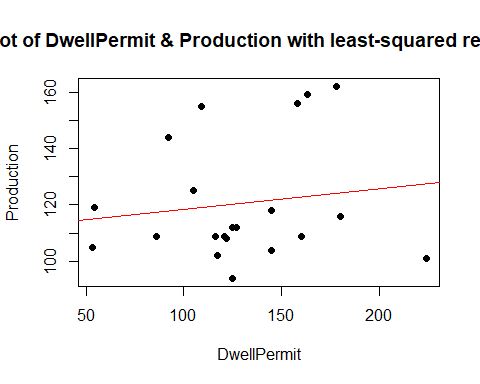 ot of DwellPermit & Production with least-squared re
160
140
120
100
Production
50
100
150
200
DwellPermit